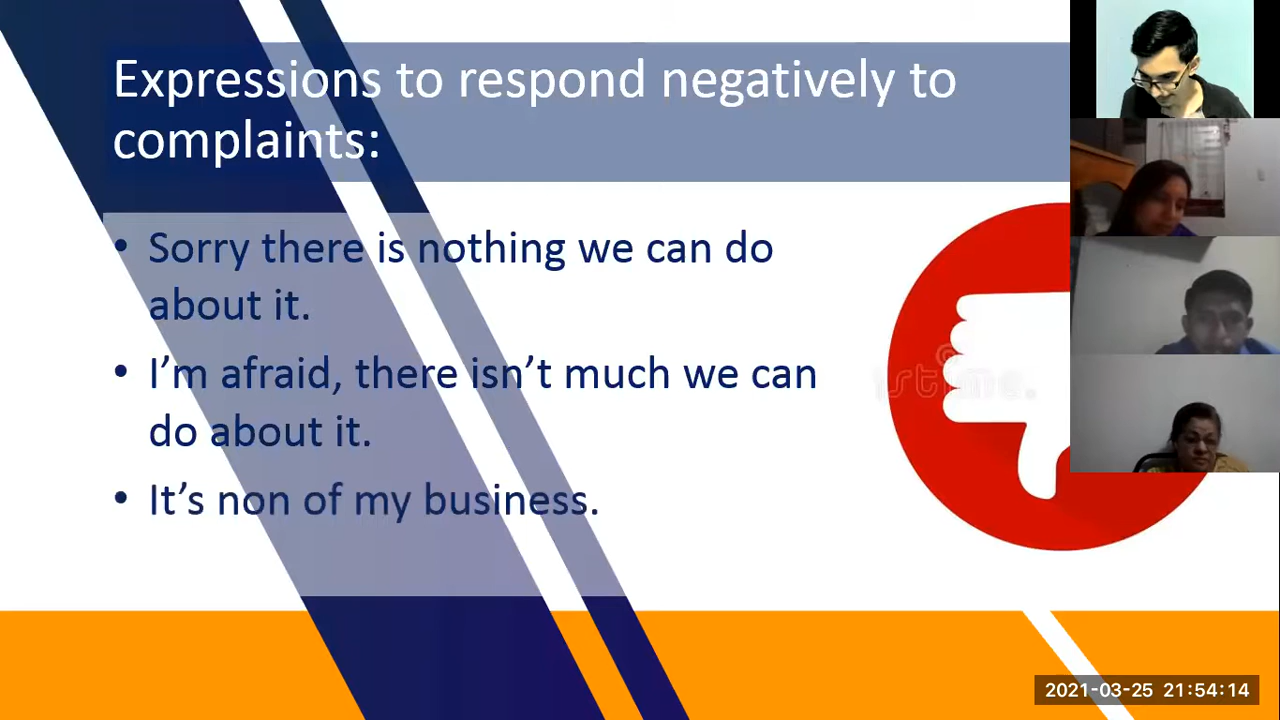 Expressions to respond negatively to
complaints:
• Sorry there is nothing we can do
about it.
• I'm afraid, there isn't much we can
do about it.
• It's non of my business.
2021-03-25 21:54:14